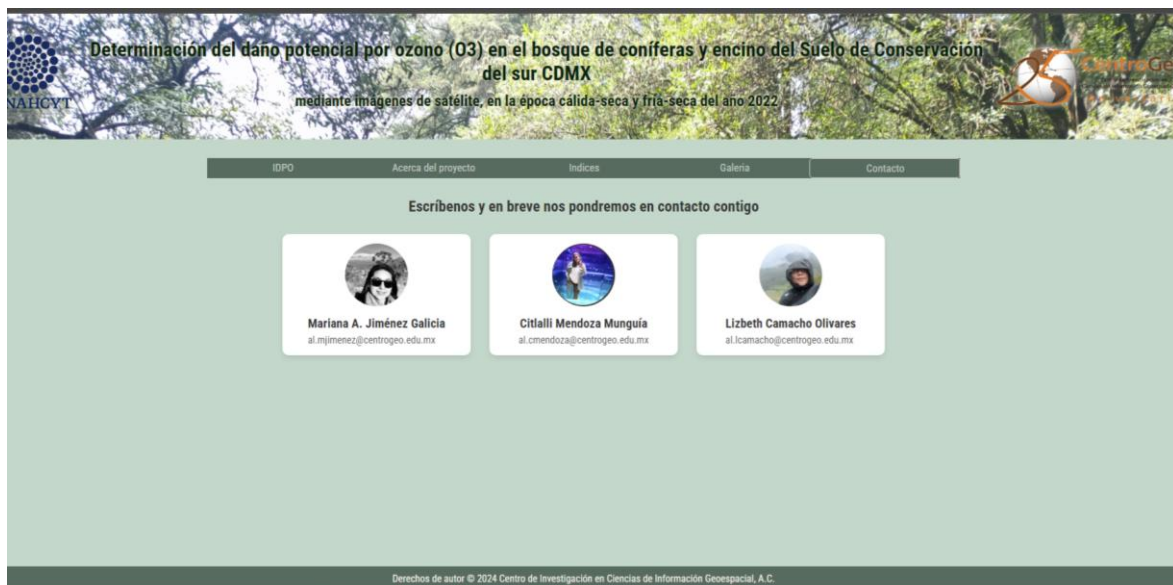 Determinación del daño potencial por ozono (O3) en el bosque de coníferas y encino del Suelo de Conservación
del sur CDMX
mediante imágenes de satélite, en la época cálida-seca y fría-seca del año 2022
NAHCYT
25 CentroGe
IDPO
Acerca del proyecto
Indices
Galeria
Contacto
Escríbenos y en breve nos pondremos en contacto contigo
Mariana A. Jiménez Galicia
al.mjimenez@centrogeo.edu.mx
Citlalli Mendoza Munguía
al.cmendoza@centrogeo.edu.mx
Lizbeth Camacho Olivares
al.lcamacho@centrogeo.edu.mx
Derechos de autor © 2024 Centro de Investigación en Ciencias de Información Geoespacial, A.C.